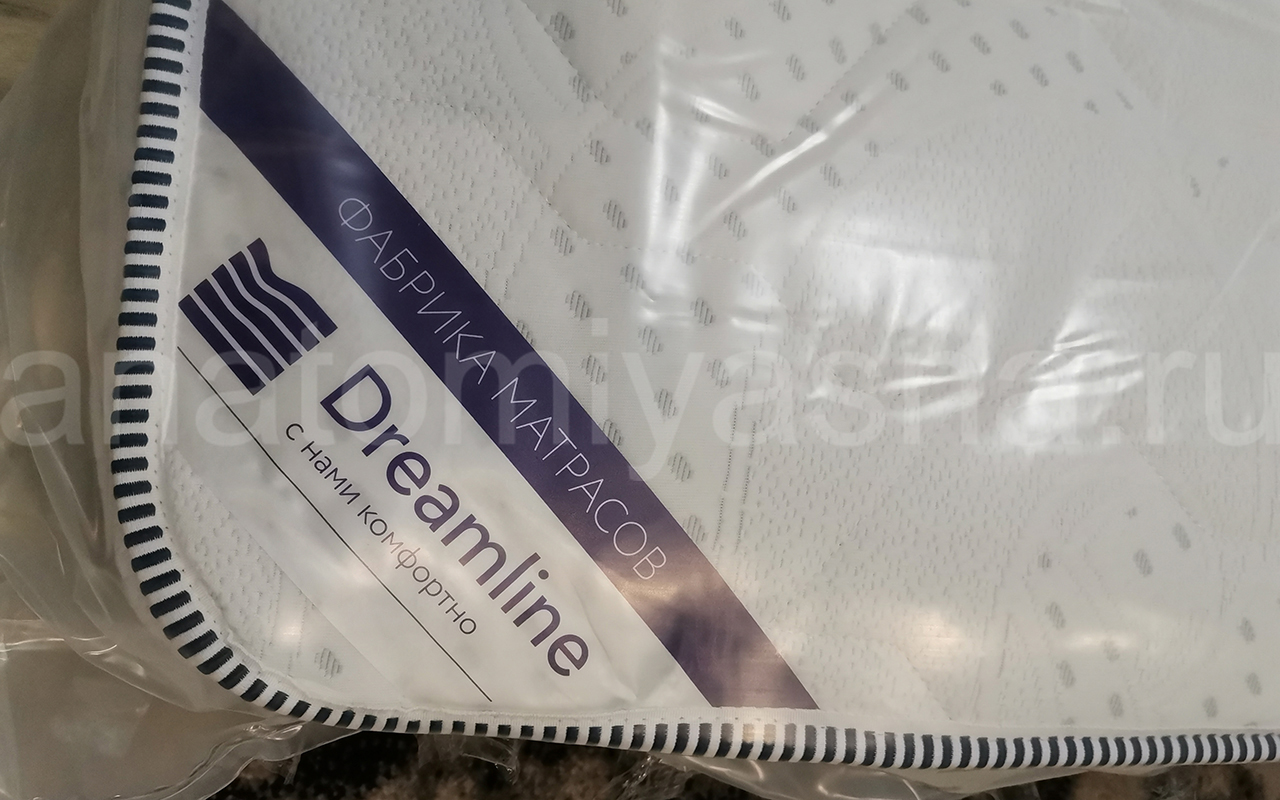 ФАБРИКА МАТРАСОВ
Dreamline
с нами комфортно
anatomiyasna.ru